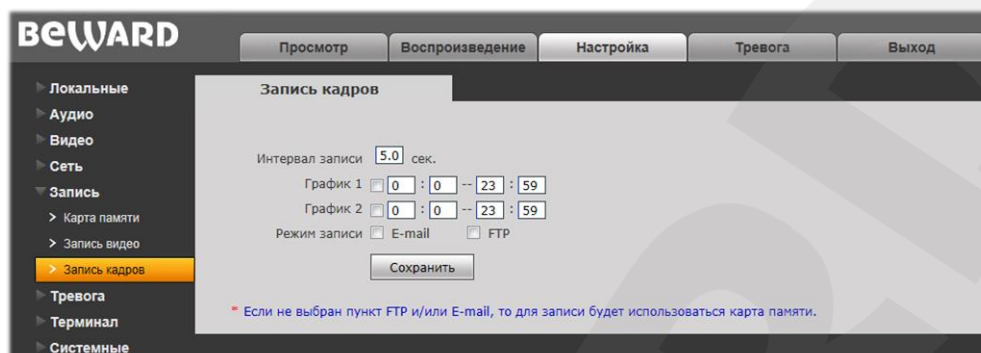 BEWARD
Просмотр Воспроизведение Настройка Тревога Выход
Локальные
Аудио
Видео
Сеть
Запись
> Карта памяти
> Запись видео
> Запись кадров
Тревога
Терминал
Системные
Запись кадров
Интервал записи 5.0 сек.
График 1 0 : 0 -- 23 : 59
График 2 0 : 0 -- 23 : 59
Режим записи E-mail FTP
Сохранить
* Если не выбран пункт FTP и/или E-mail, то для записи будет использоваться карта памяти.